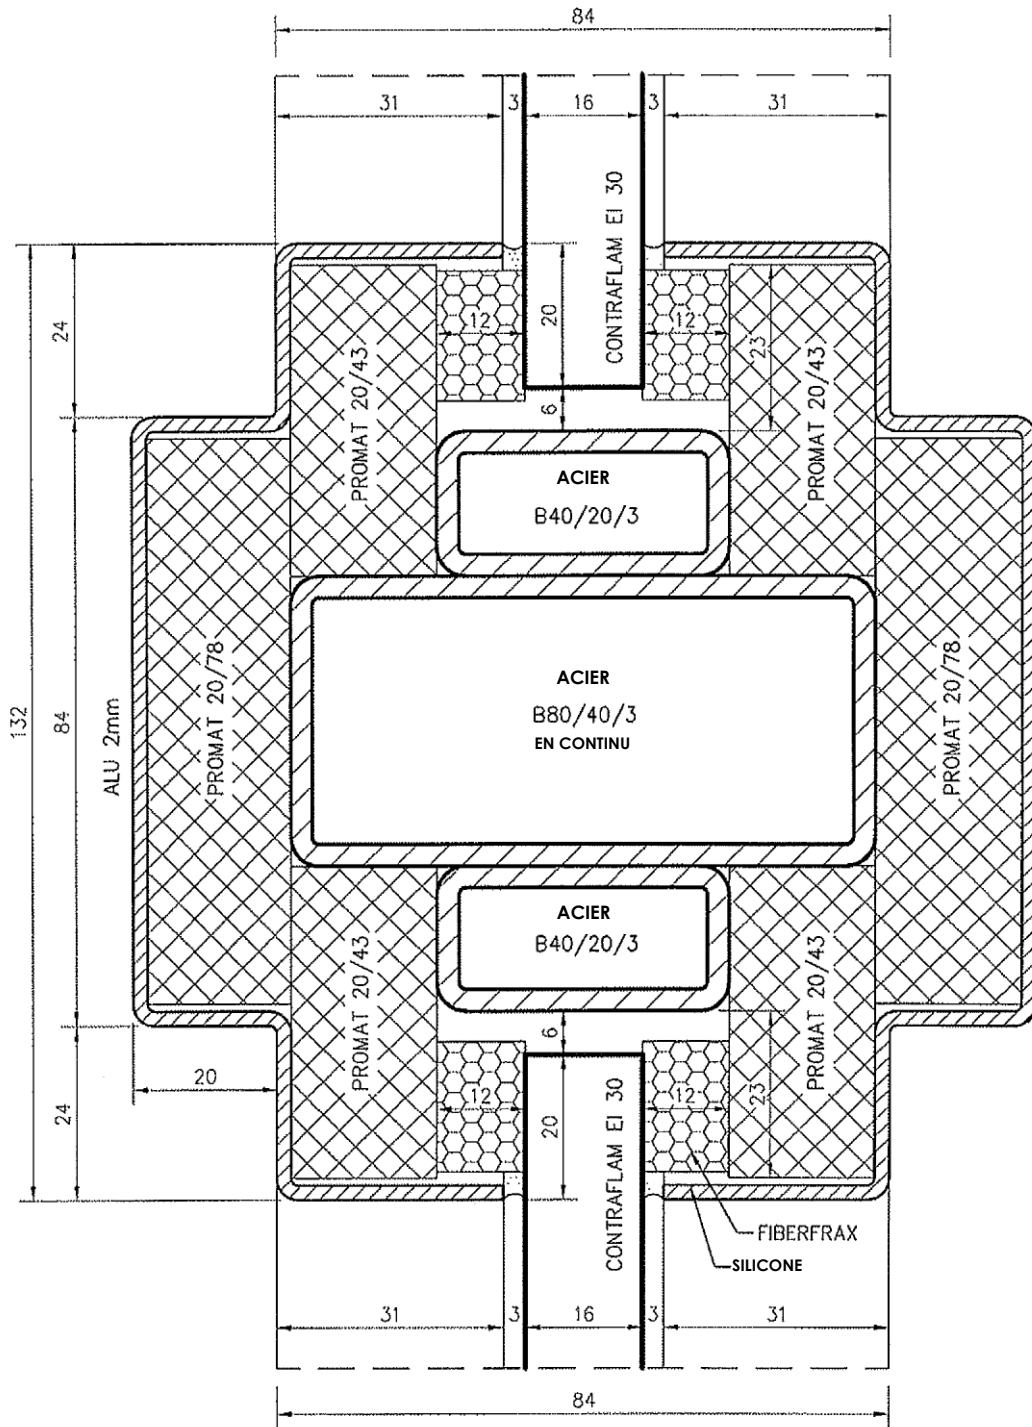 84
31
3
16
3
31
CONTRAFLAM EI 30
24
20
12
12
23
6
PROMAT 20/43
PROMAT 20/43
ACIER
B40/20/3
132
84
ALU 2mm
PROMAT 20/78
ACIER
B80/40/3
EN CONTINU
PROMAT 20/78
ACIER
B40/20/3
PROMAT 20/43
PROMAT 20/43
6
20
24
12
20
12
23
CONTRAFLAM EI 30
FIBERFRAX
SILICONE
31
3
16
3
31
84